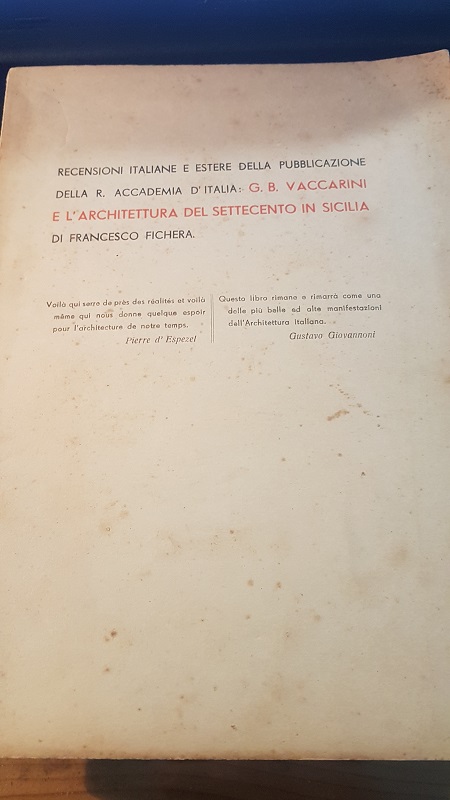 RECENSIONI ITALIANE E ESTERE DELLA PUBBLICAZIONE
DELLA R. ACCADEMIA D'ITALIA: G. B. VACCARINI
E L'ARCHITETTURA DEL SETTECENTO IN SICILIA
DI FRANCESCO FICHERA.
Voilà qui serre de près des réalités et voilà
même qui nous donne quelque espoir
pour l'architecture de notre temps.
Pierre d'Espezel
Questo libro rimane e rimarrà come una
delle più belle ed alte manifestazioni
dell'Architettura italiana.
Gustavo Giovannoni